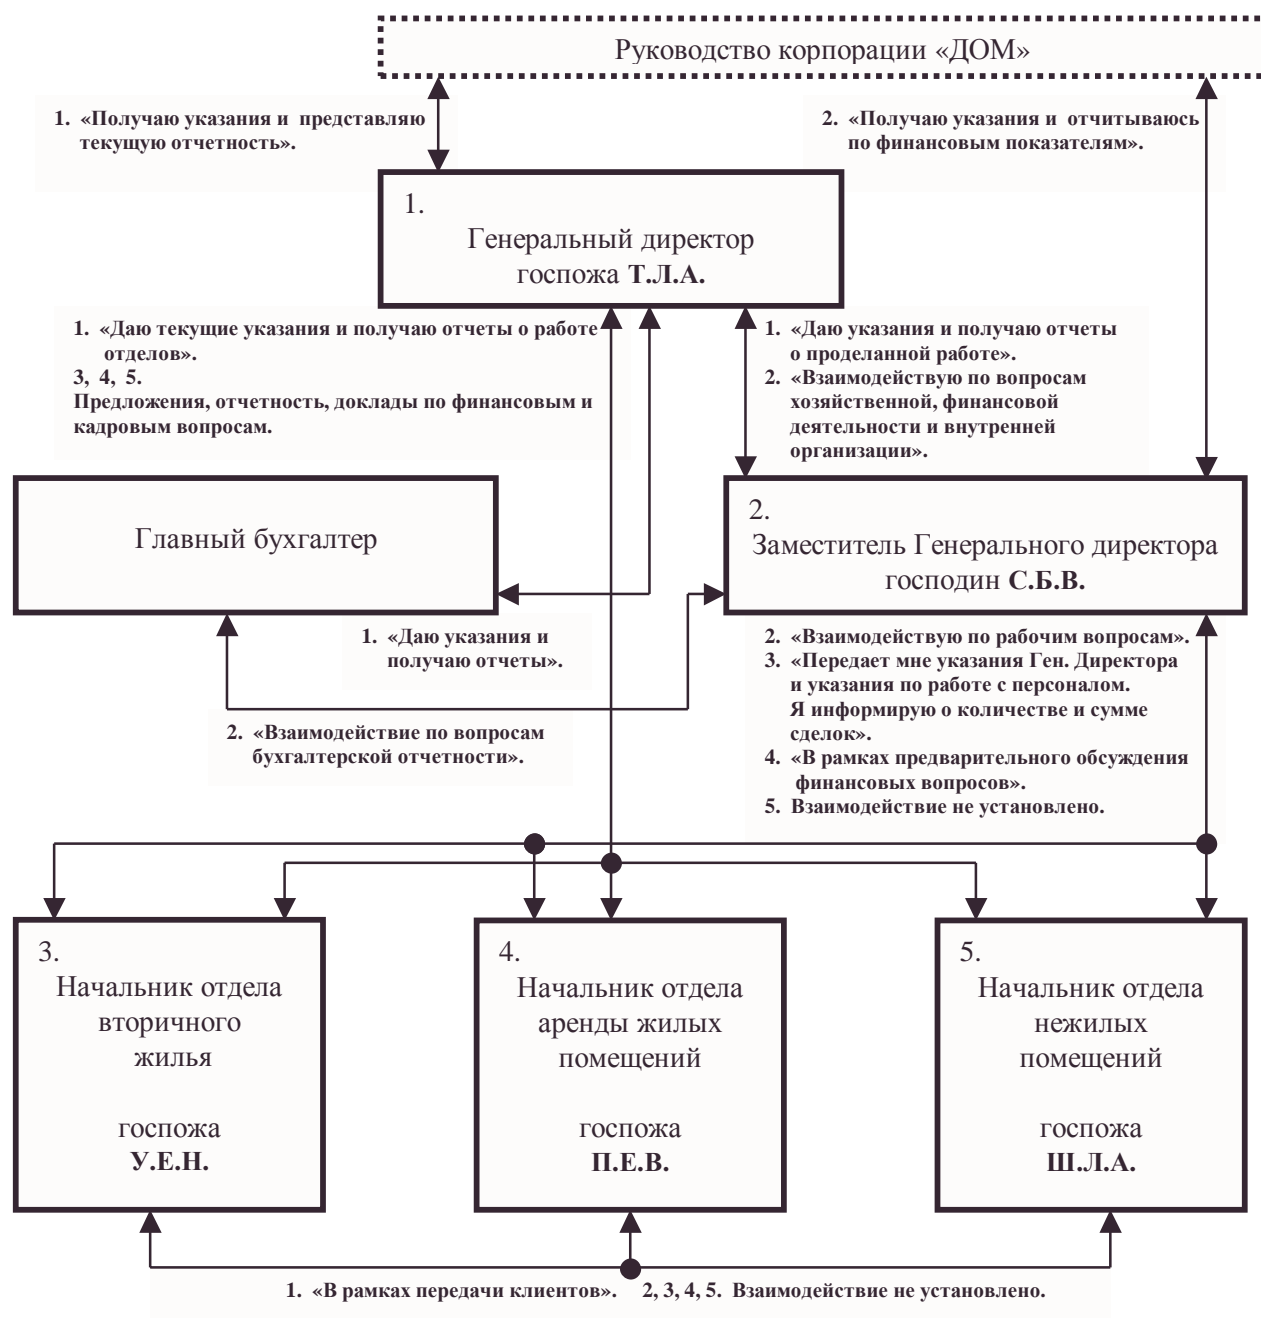 Руководство корпорации «ДОМ»
1. «Получаю указания и представляю
текущую отчетность».
2. «Получаю указания и отчитываюсь
по финансовым показателям».
1.
Генеральный директор
госпожа Т.Л.А.
1. «Даю текущие указания и получаю отчеты о работе
отделов».
3, 4, 5.
Предложения, отчетность, доклады по финансовым и
кадровым вопросам.
1. «Даю указания и получаю отчеты
о проделанной работе».
2. «Взаимодействую по вопросам
хозяйственной, финансовой
деятельности и внутренней
организации».
Главный бухгалтер
2.
Заместитель Генерального директора
господин С.Б.В.
1. «Даю указания и
получаю отчеты».
2. «Взаимодействие по вопросам
бухгалтерской отчетности».
2. «Взаимодействую по рабочим вопросам».
3. «Передает мне указания Ген. Директора
и указания по работе с персоналом.
Я информирую о количестве и сумме
сделок».
4. «В рамках предварительного обсуждения
финансовых вопросов».
5. Взаимодействие не установлено.
3.
Начальник отдела
вторичного
жилья
госпожа
У.Е.Н.
4.
Начальник отдела
аренды жилых
помещений
госпожа
П.Е.В.
5.
Начальник отдела
нежилых
помещений
госпожа
Ш.Л.А.
1. «В рамках передачи клиентов». 2, 3, 4, 5. Взаимодействие не установлено.